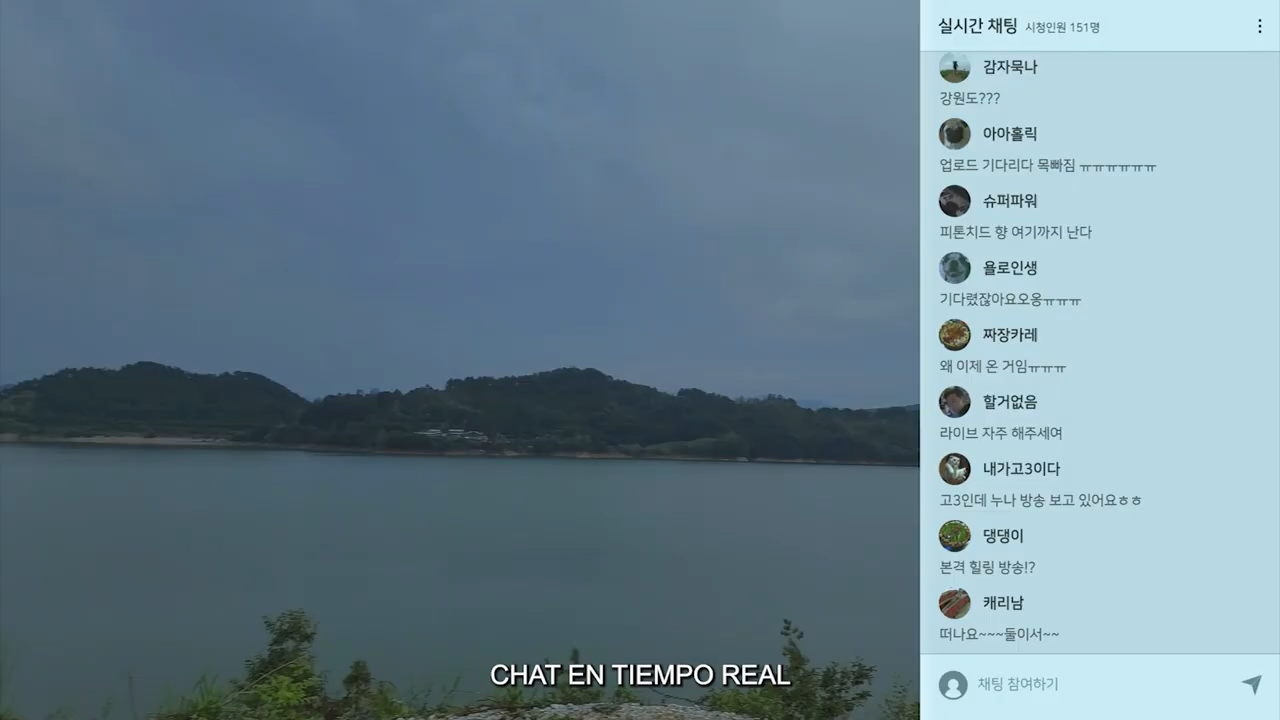 실시간 채팅 시청인원 151명
감자묵나
강원도???
아아홀릭
업로드 기다리다 목빠짐 ㅠㅠㅠㅠㅠㅠ
슈퍼파워
피톤치드 향 여기까지 난다
욜로인생
기다렸잖아요오옹ㅠㅠㅠ
짜장카레
왜 이제 온 거임ㅠㅠㅠ
할거없음
라이브 자주 해주세여
내가고3이다
고3인데 누나 방송 보고 있어요ㅎㅎ
댕댕이
본격 힐링 방송!?
캐리남
떠나요~~~둘이서~~
채팅 참여하기
CHAT EN TIEMPO REAL